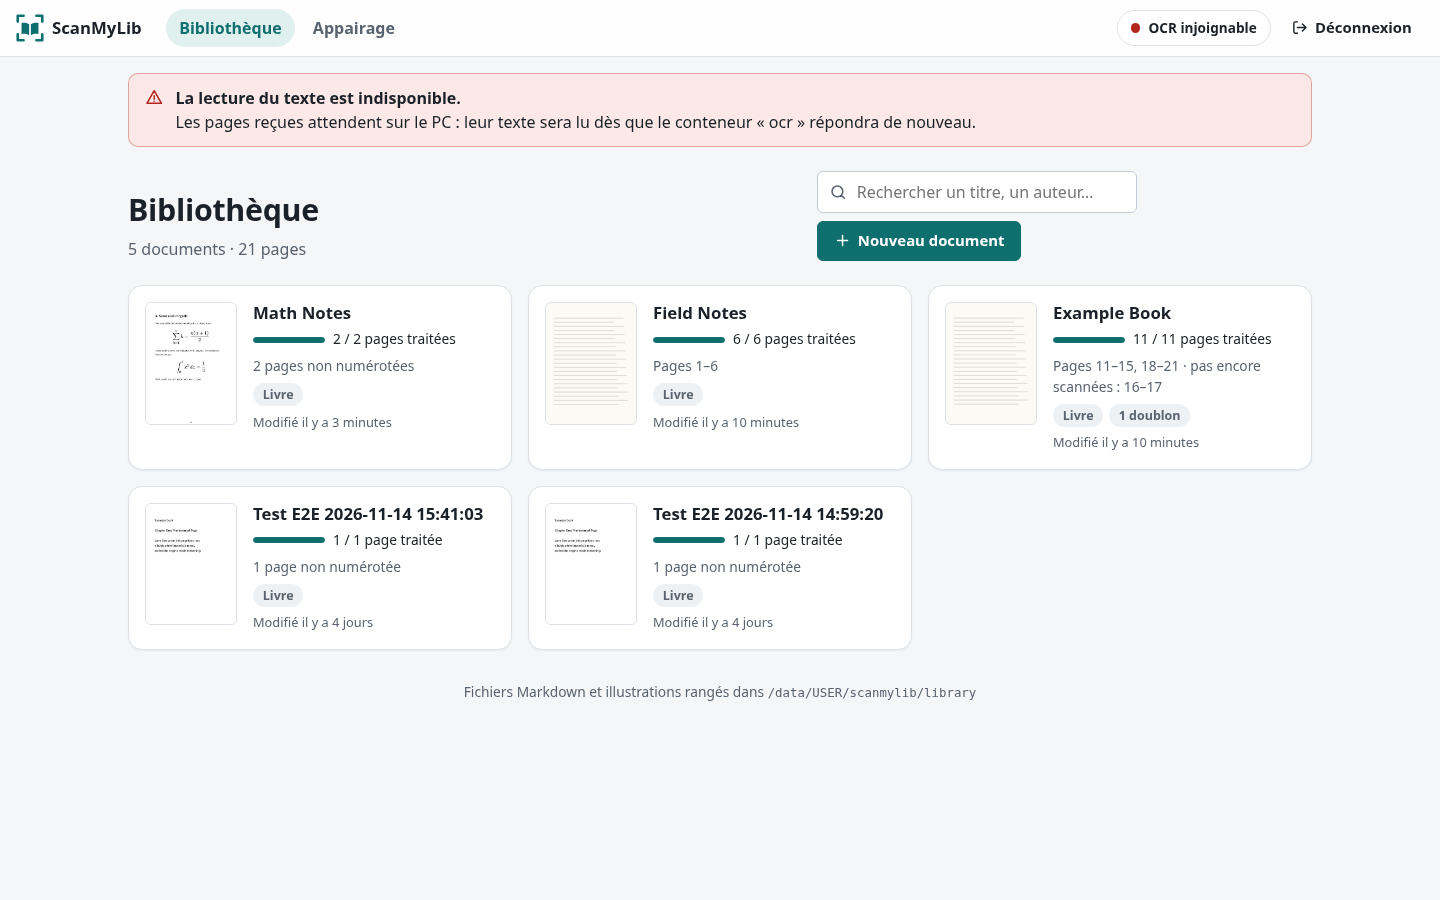 ScanMyLib
Bibliothèque
Appairage
OCR injoignable
Déconnexion
La lecture du texte est indisponible.
Les pages reçues attendent sur le PC : leur texte sera lu dès que le conteneur « ocr » répondra de nouveau.
Bibliothèque
5 documents · 21 pages
Rechercher un titre, un auteur…
Nouveau document
Math Notes
2 / 2 pages traitées
2 pages non numérotées
Livre
Modifié il y a 3 minutes
Field Notes
6 / 6 pages traitées
Pages 1–6
Livre
Modifié il y a 10 minutes
Example Book
11 / 11 pages traitées
Pages 11–15, 18–21 · pas encore
scannées : 16–17
Livre
1 doublon
Modifié il y a 10 minutes
Test E2E 2026-11-14 15:41:03
1 / 1 page traitée
1 page non numérotée
Livre
Modifié il y a 4 jours
Test E2E 2026-11-14 14:59:20
1 / 1 page traitée
1 page non numérotée
Livre
Modifié il y a 4 jours
Fichiers Markdown et illustrations rangés dans /data/USER/scanmylib/library